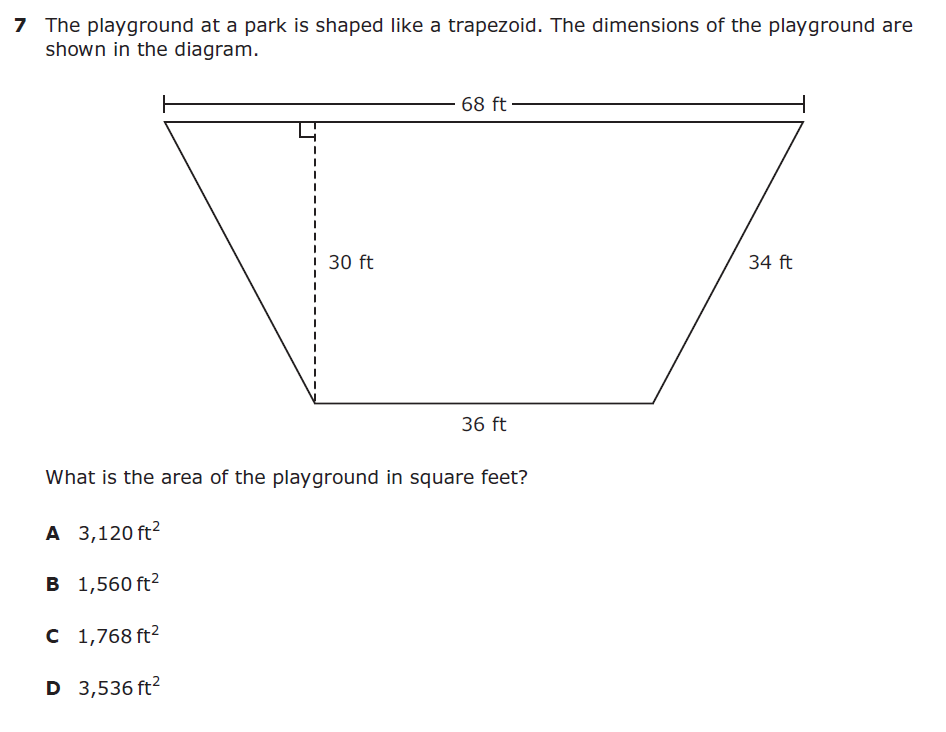 7 The playground at a park is shaped like a trapezoid. The dimensions of the playground are
shown in the diagram.
68 ft
30 ft
34 ft
36 ft
What is the area of the playground in square feet?
A 3,120 ft²
B 1,560 ft²
C 1,768 ft²
D 3,536 ft²